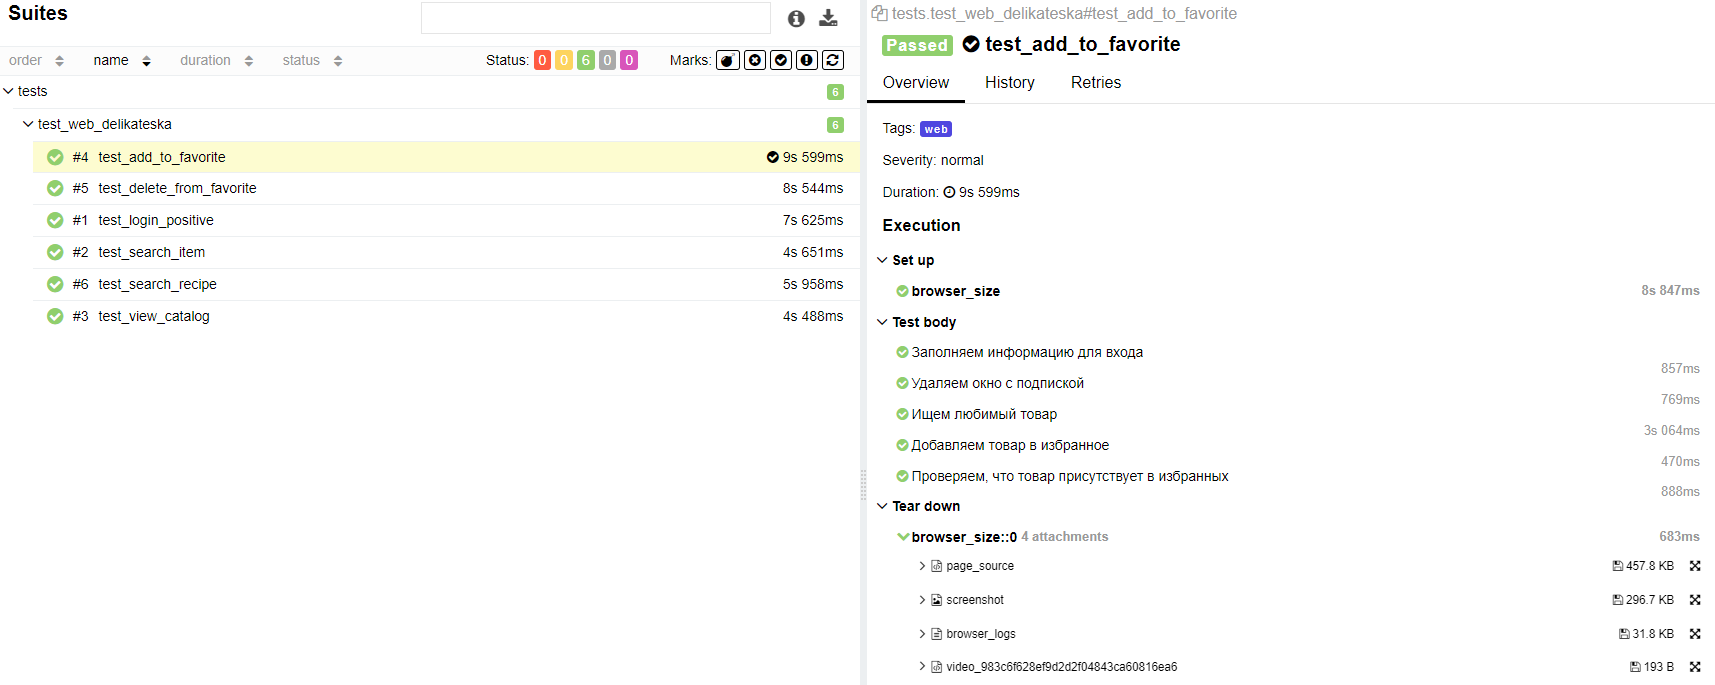 Suites
order name duration status Status: 0 0 6 0 0 Marks:
tests 6
test_web_delikateska 6
#4 test_add_to_favorite 9s 599ms
#5 test_delete_from_favorite 8s 544ms
#1 test_login_positive 7s 625ms
#2 test_search_item 4s 651ms
#6 test_search_recipe 5s 958ms
#3 test_view_catalog 4s 488ms
tests.test_web_delikateska#test_add_to_favorite
Passed test_add_to_favorite
Overview History Retries
Tags: web
Severity: normal
Duration: 9s 599ms
Execution
Set up
browser_size 8s 847ms
Test body
Заполняем информацию для входа
857ms
Удаляем окно с подпиской
769ms
Ищем любимый товар
3s 064ms
Добавляем товар в избранное
470ms
Проверяем, что товар присутствует в избранных
888ms
Tear down
browser_size::0 4 attachments 683ms
page_source 457.8 KB
screenshot 296.7 KB
browser_logs 31.8 KB
video_983c6f628ef9d2d2f04843ca60816ea6 193 B